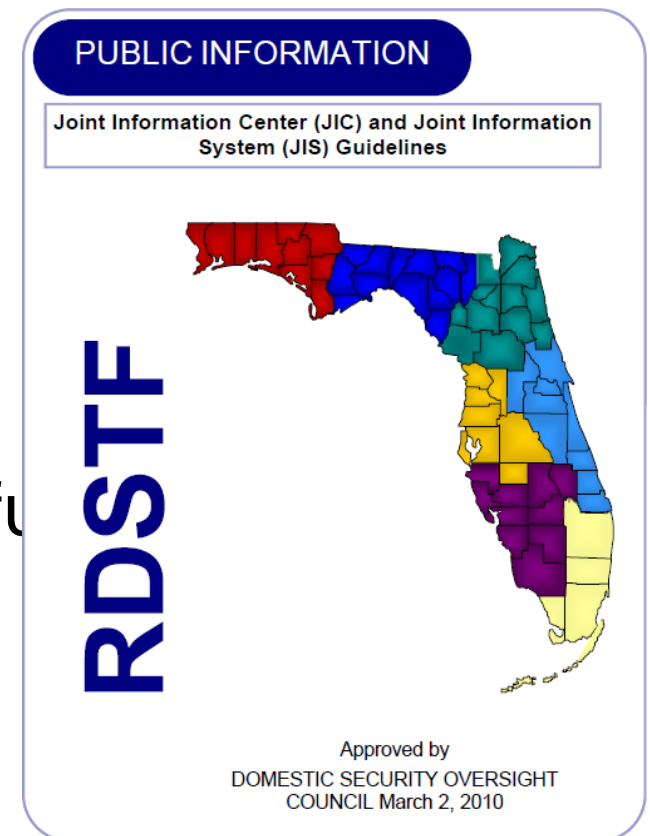 PUBLIC INFORMATION
Joint Information Center (JIC) and Joint Information
System (JIS) Guidelines
RDSTF
Approved by
DOMESTIC SECURITY OVERSIGHT
COUNCIL March 2, 2010